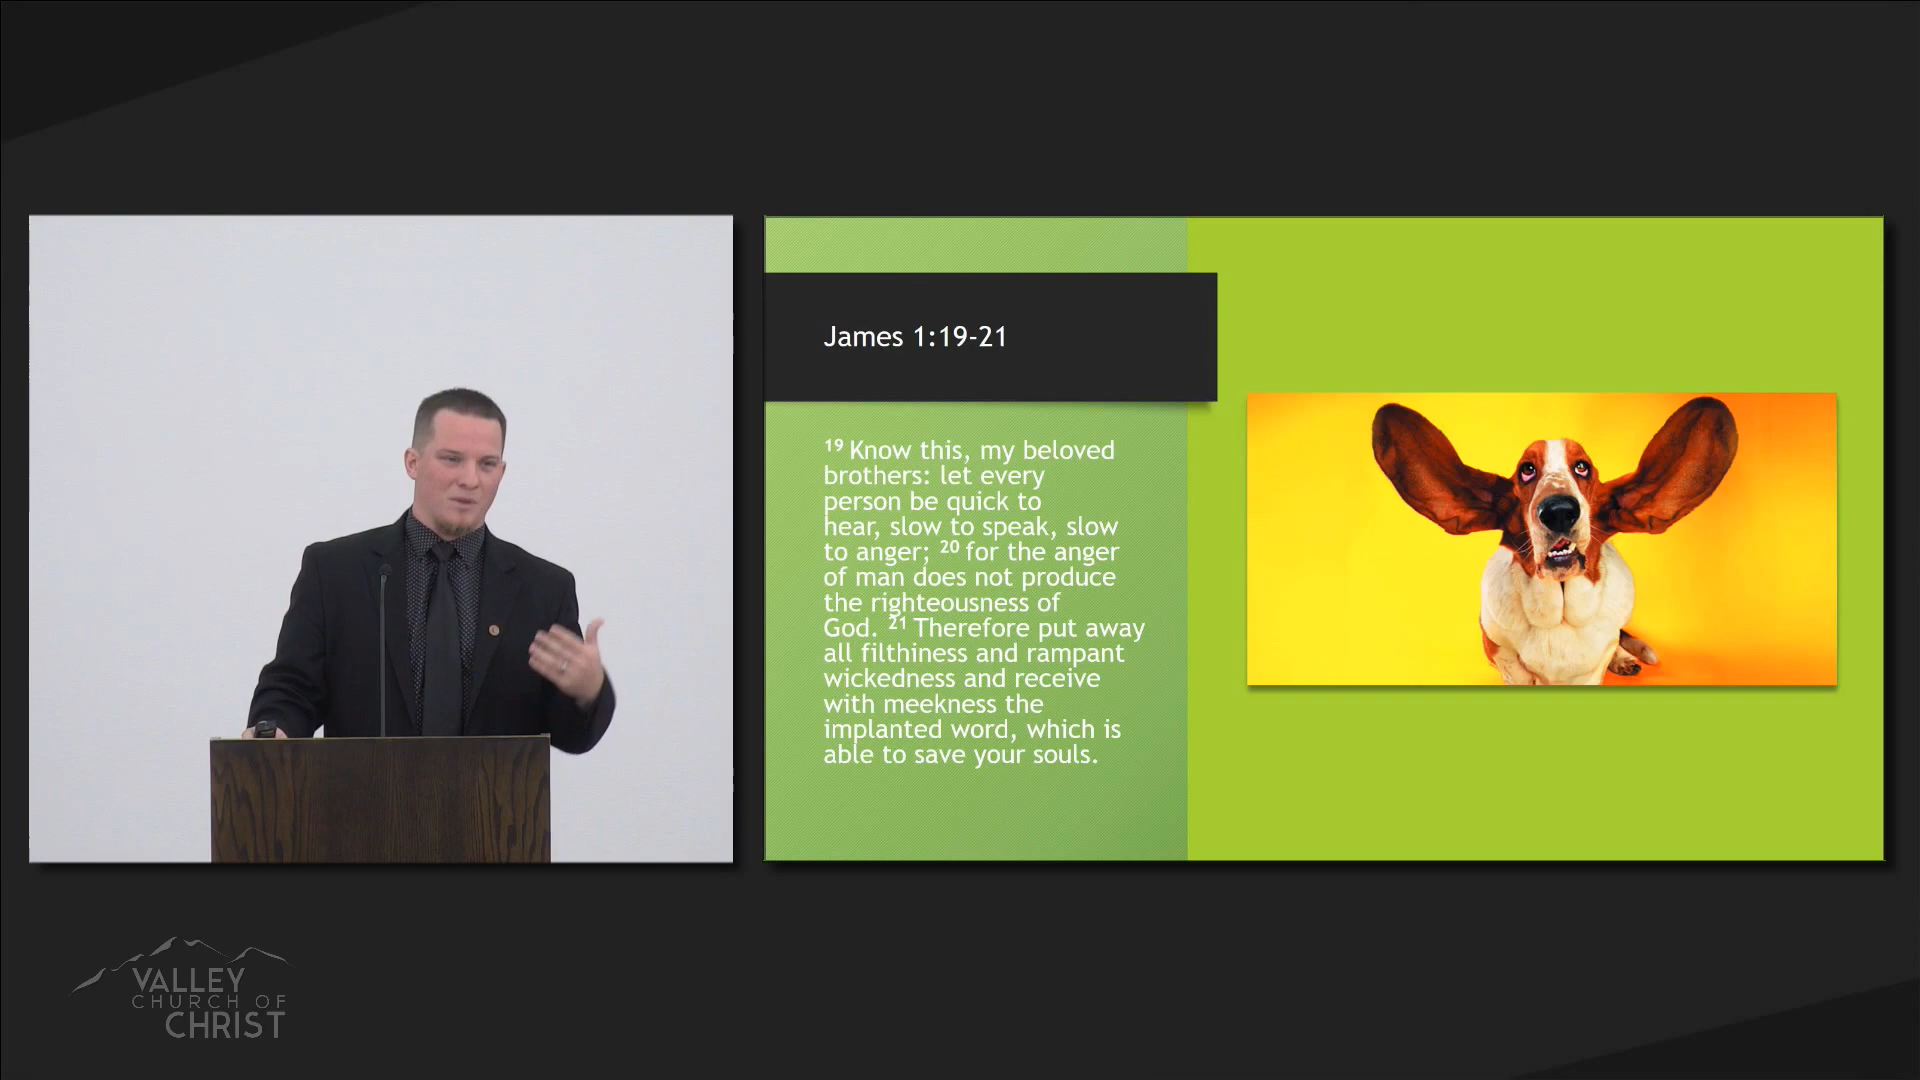 James 1:19-21
19 Know this, my beloved
brothers: let every
person be quick to
hear, slow to speak, slow
to anger; 20 for the anger
of man does not produce
the righteousness of
God. 21 Therefore put away
all filthiness and rampant
wickedness and receive
with meekness the
implanted word, which is
able to save your souls.
VALLEY
CHURCH OF
CHRIST